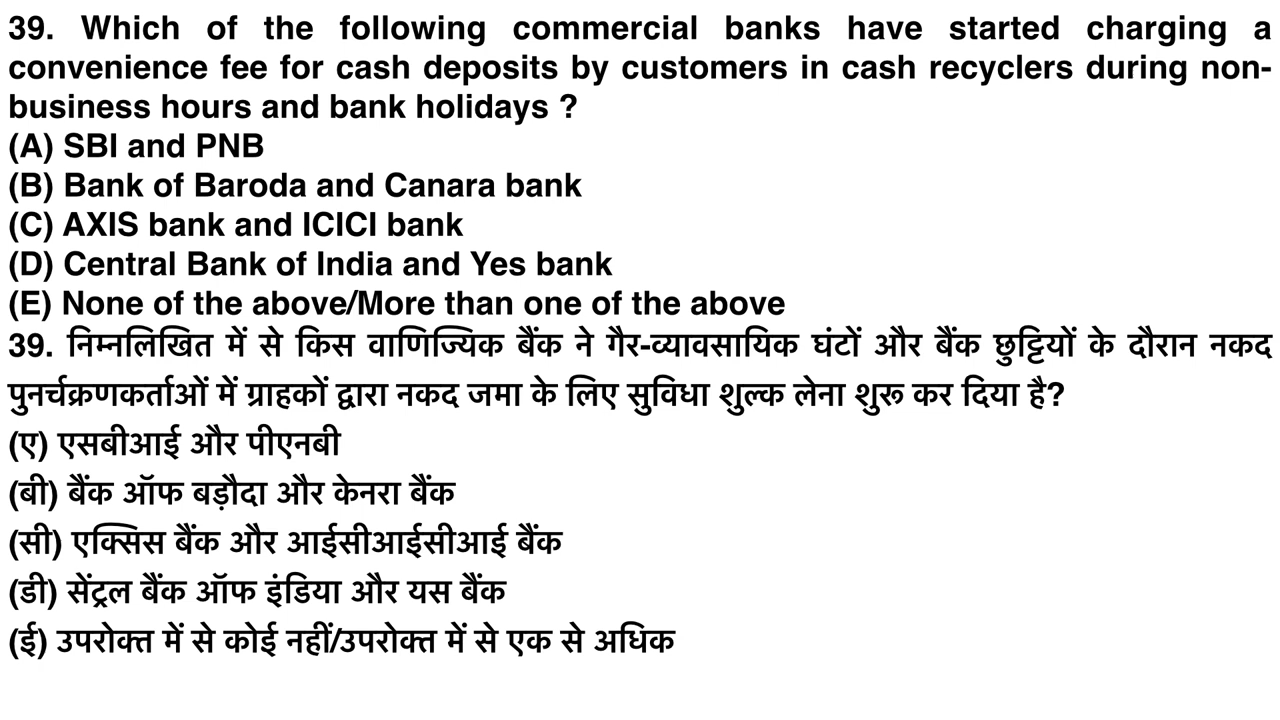 39. Which of the following commercial banks have started charging a
convenience fee for cash deposits by customers in cash recyclers during non-
business hours and bank holidays ?
(A) SBI and PNB
(B) Bank of Baroda and Canara bank
(C) AXIS bank and ICICI bank
(D) Central Bank of India and Yes bank
(E) None of the above/More than one of the above
39. निम्नलिखित में से किस वाणिज्यिक बैंक ने गैर-व्यावसायिक घंटों और बैंक छुट्टियों के दौरान नकद
पुनर्चक्रणकर्ताओं में ग्राहकों द्वारा नकद जमा के लिए सुविधा शुल्क लेना शुरू कर दिया है?
(ए) एसबीआई और पीएनबी
(बी) बैंक ऑफ बड़ौदा और केनरा बैंक
(सी) एक्सिस बैंक और आईसीआईसीआई बैंक
(डी) सेंट्रल बैंक ऑफ इंडिया और यस बैंक
(ई) उपरोक्त में से कोई नहीं/उपरोक्त में से एक से अधिक